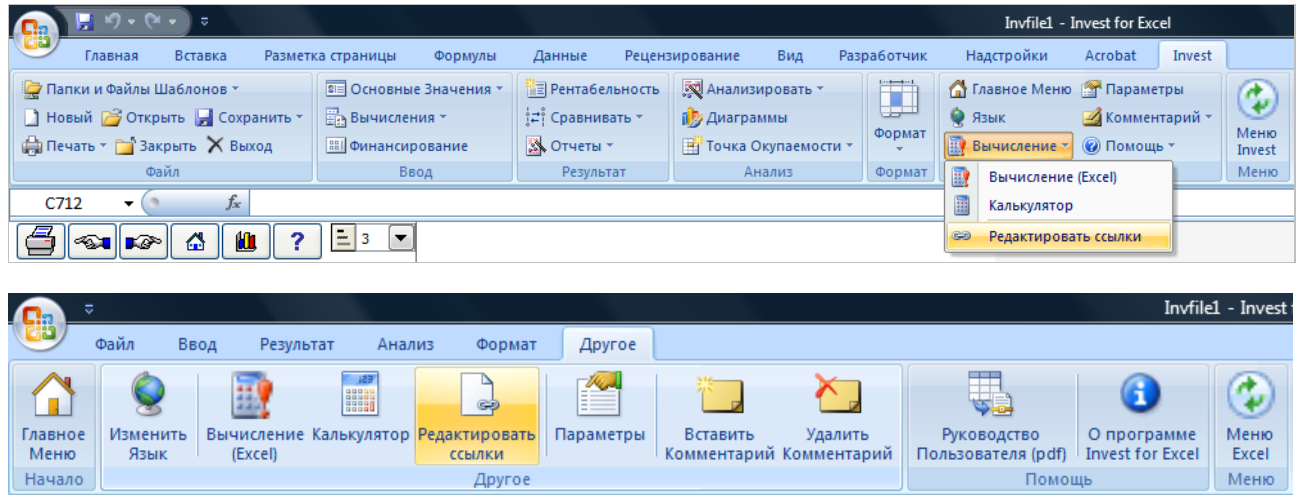 Invfile1 - Invest for Excel
Главная Вставка Разметка страницы Формулы Данные Рецензирование Вид Разработчик Надстройки Acrobat Invest
Папки и Файлы Шаблонов Основные Значения Рентабельность Анализировать Главное Меню Параметры
Новый Открыть Сохранить Вычисления Сравнивать Диаграммы Формат Язык Комментарий Меню Invest
Печать Закрыть Выход Финансирование Отчеты Точка Окупаемости Вычисление Помощь
Файл Ввод Результат Анализ Формат Меню
Вычисление (Excel)
C712 fx
Калькулятор
? 3
Редактировать ссылки
Invfile1 - Invest
Файл Ввод Результат Анализ Формат Другое
123
Главное Изменить Вычисление Калькулятор Редактировать Параметры Вставить Удалить Руководство О программе Меню
Меню Язык (Excel) ссылки Комментарий Комментарий Пользователя (pdf) Invest for Excel Excel
Начало Другое Помощь Меню